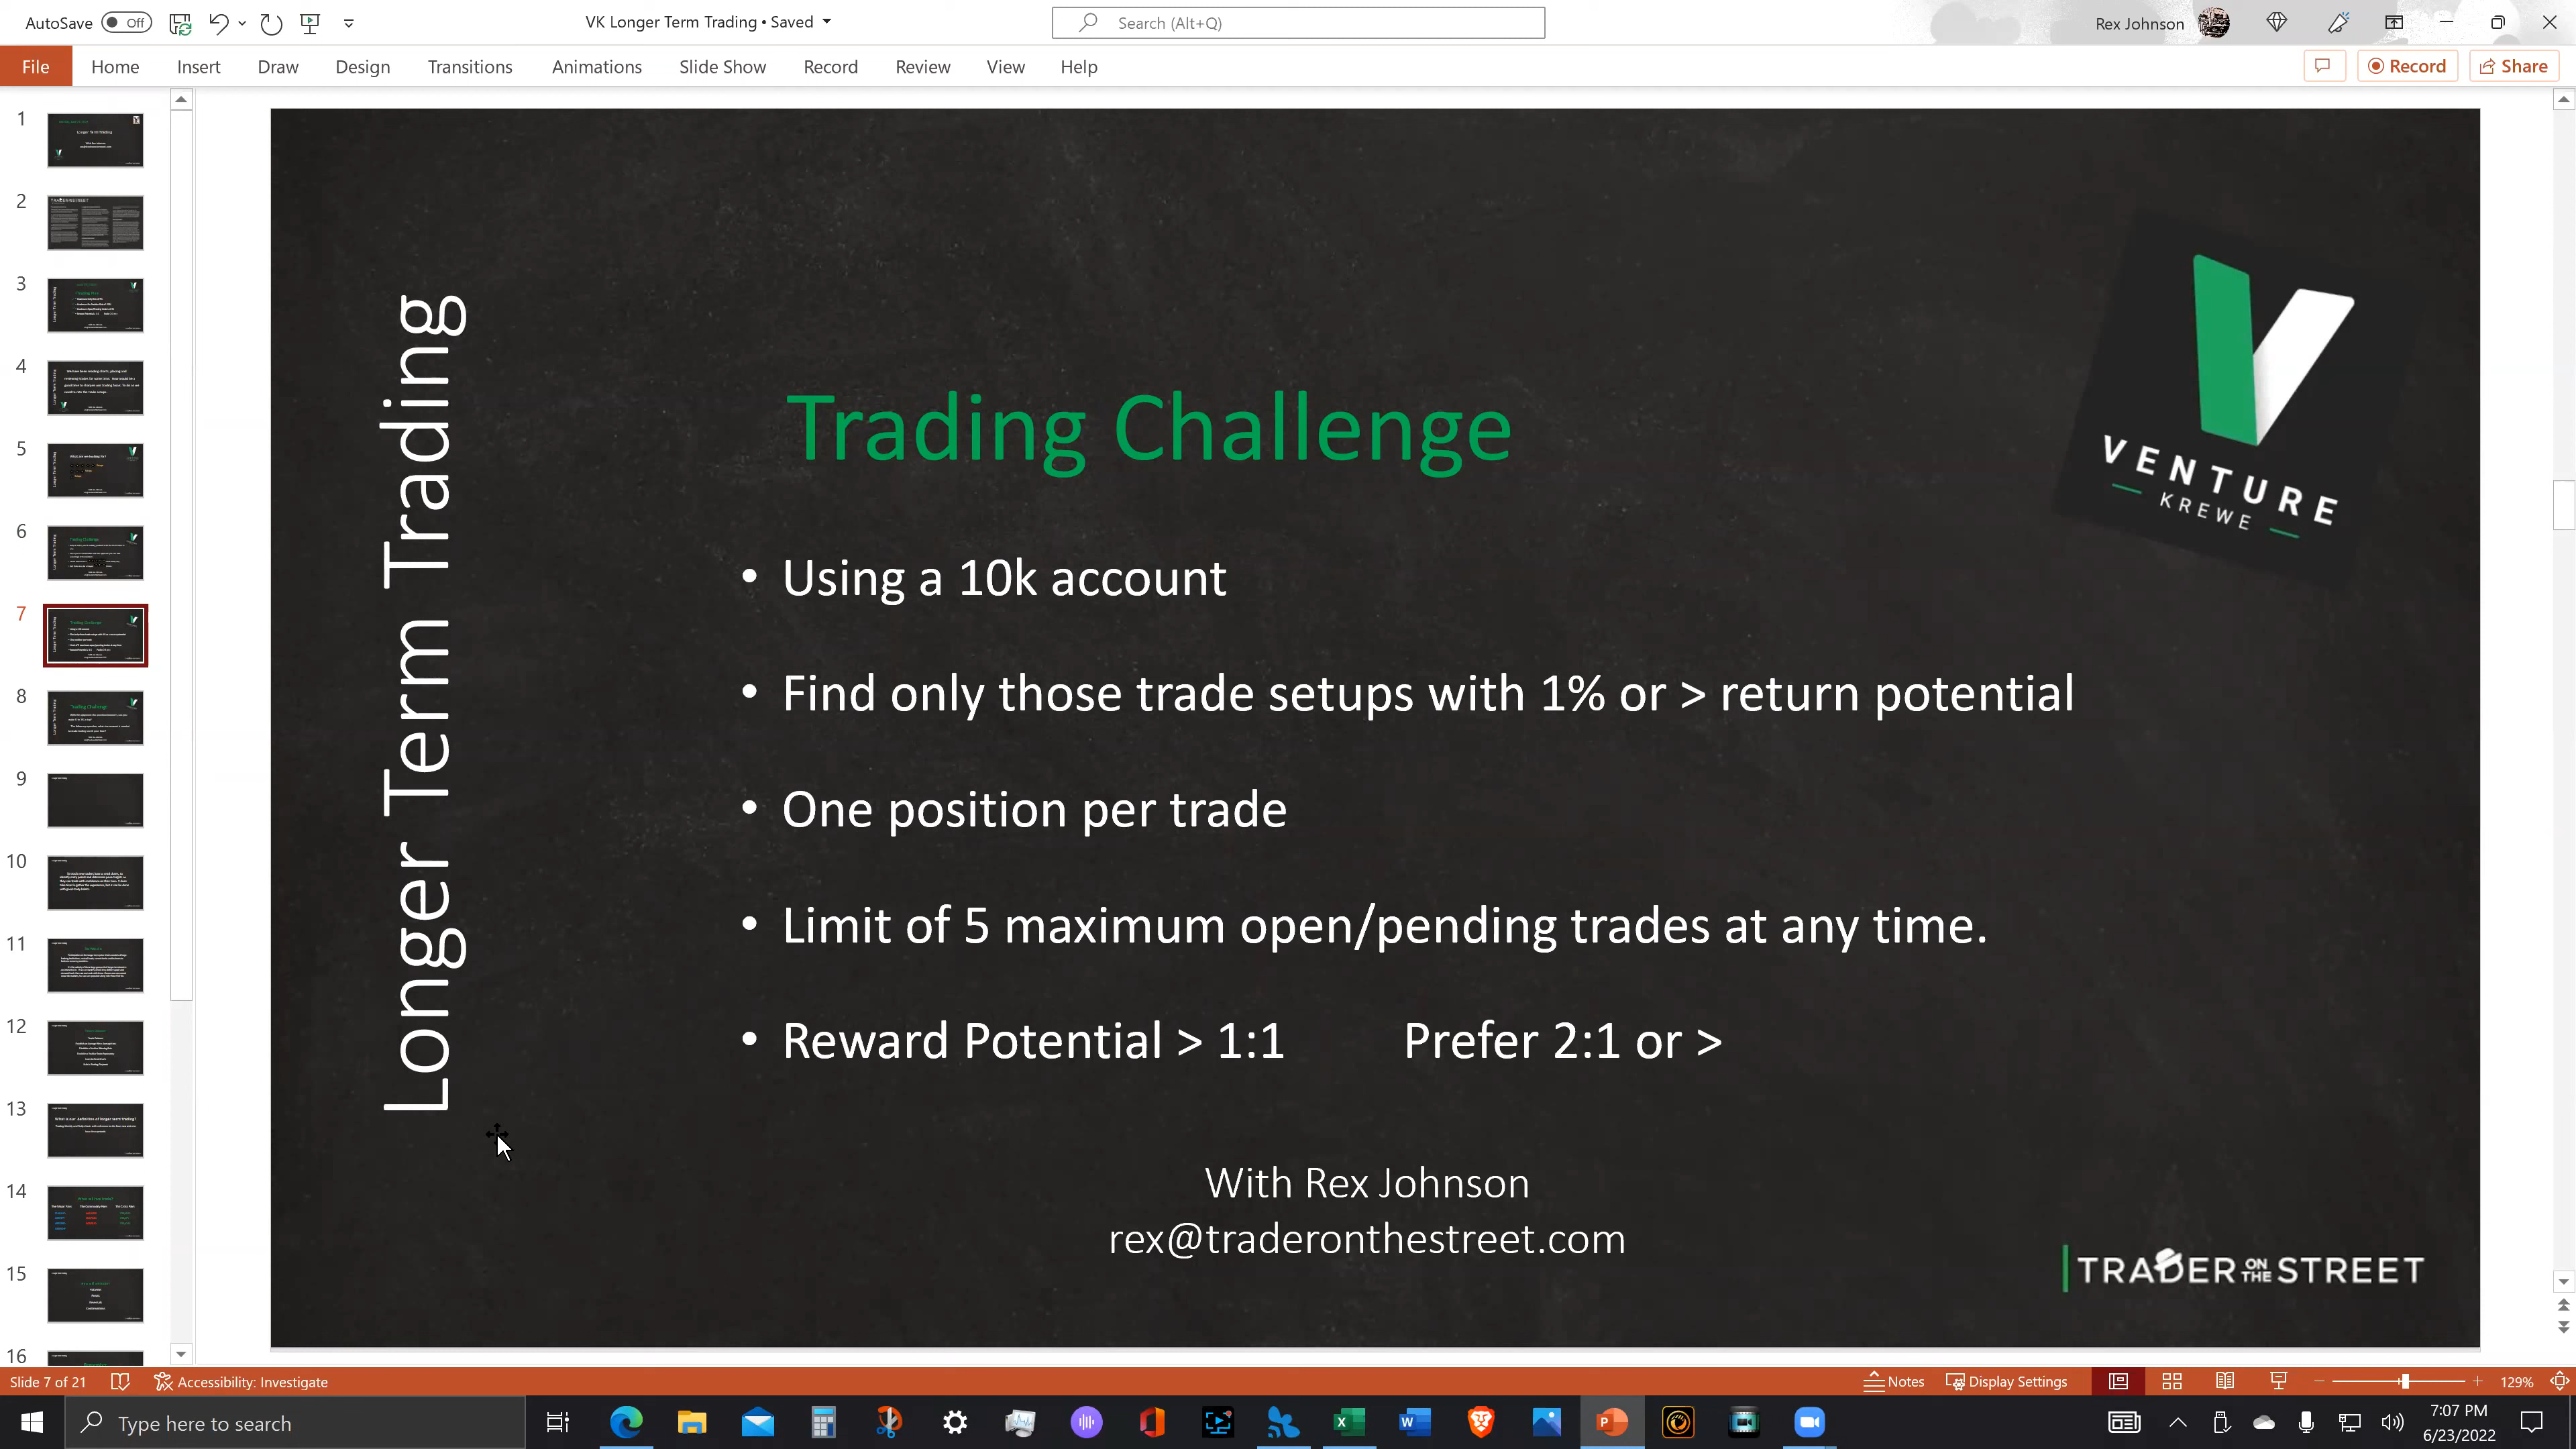 AutoSave Off
VK Longer Term Trading • Saved
Search (Alt+Q)
Rex Johnson
File Home Insert Draw Design Transitions Animations Slide Show Record Review View Help
Record
Share
1
2
3
4
5
6
7
8
9
10
11
12
13
14
15
16
Longer Term Trading
Trading Challenge
• Using a 10k account
• Find only those trade setups with 1% or > return potential
• One position per trade
• Limit of 5 maximum open/pending trades at any time.
• Reward Potential > 1:1 Prefer 2:1 or >
With Rex Johnson
rex@traderonthestreet.com
VENTURE
KREWE
TRADER ON THE STREET
Slide 7 of 21
Accessibility: Investigate
Notes
Display Settings
129%
Type here to search
7:07 PM
6/23/2022